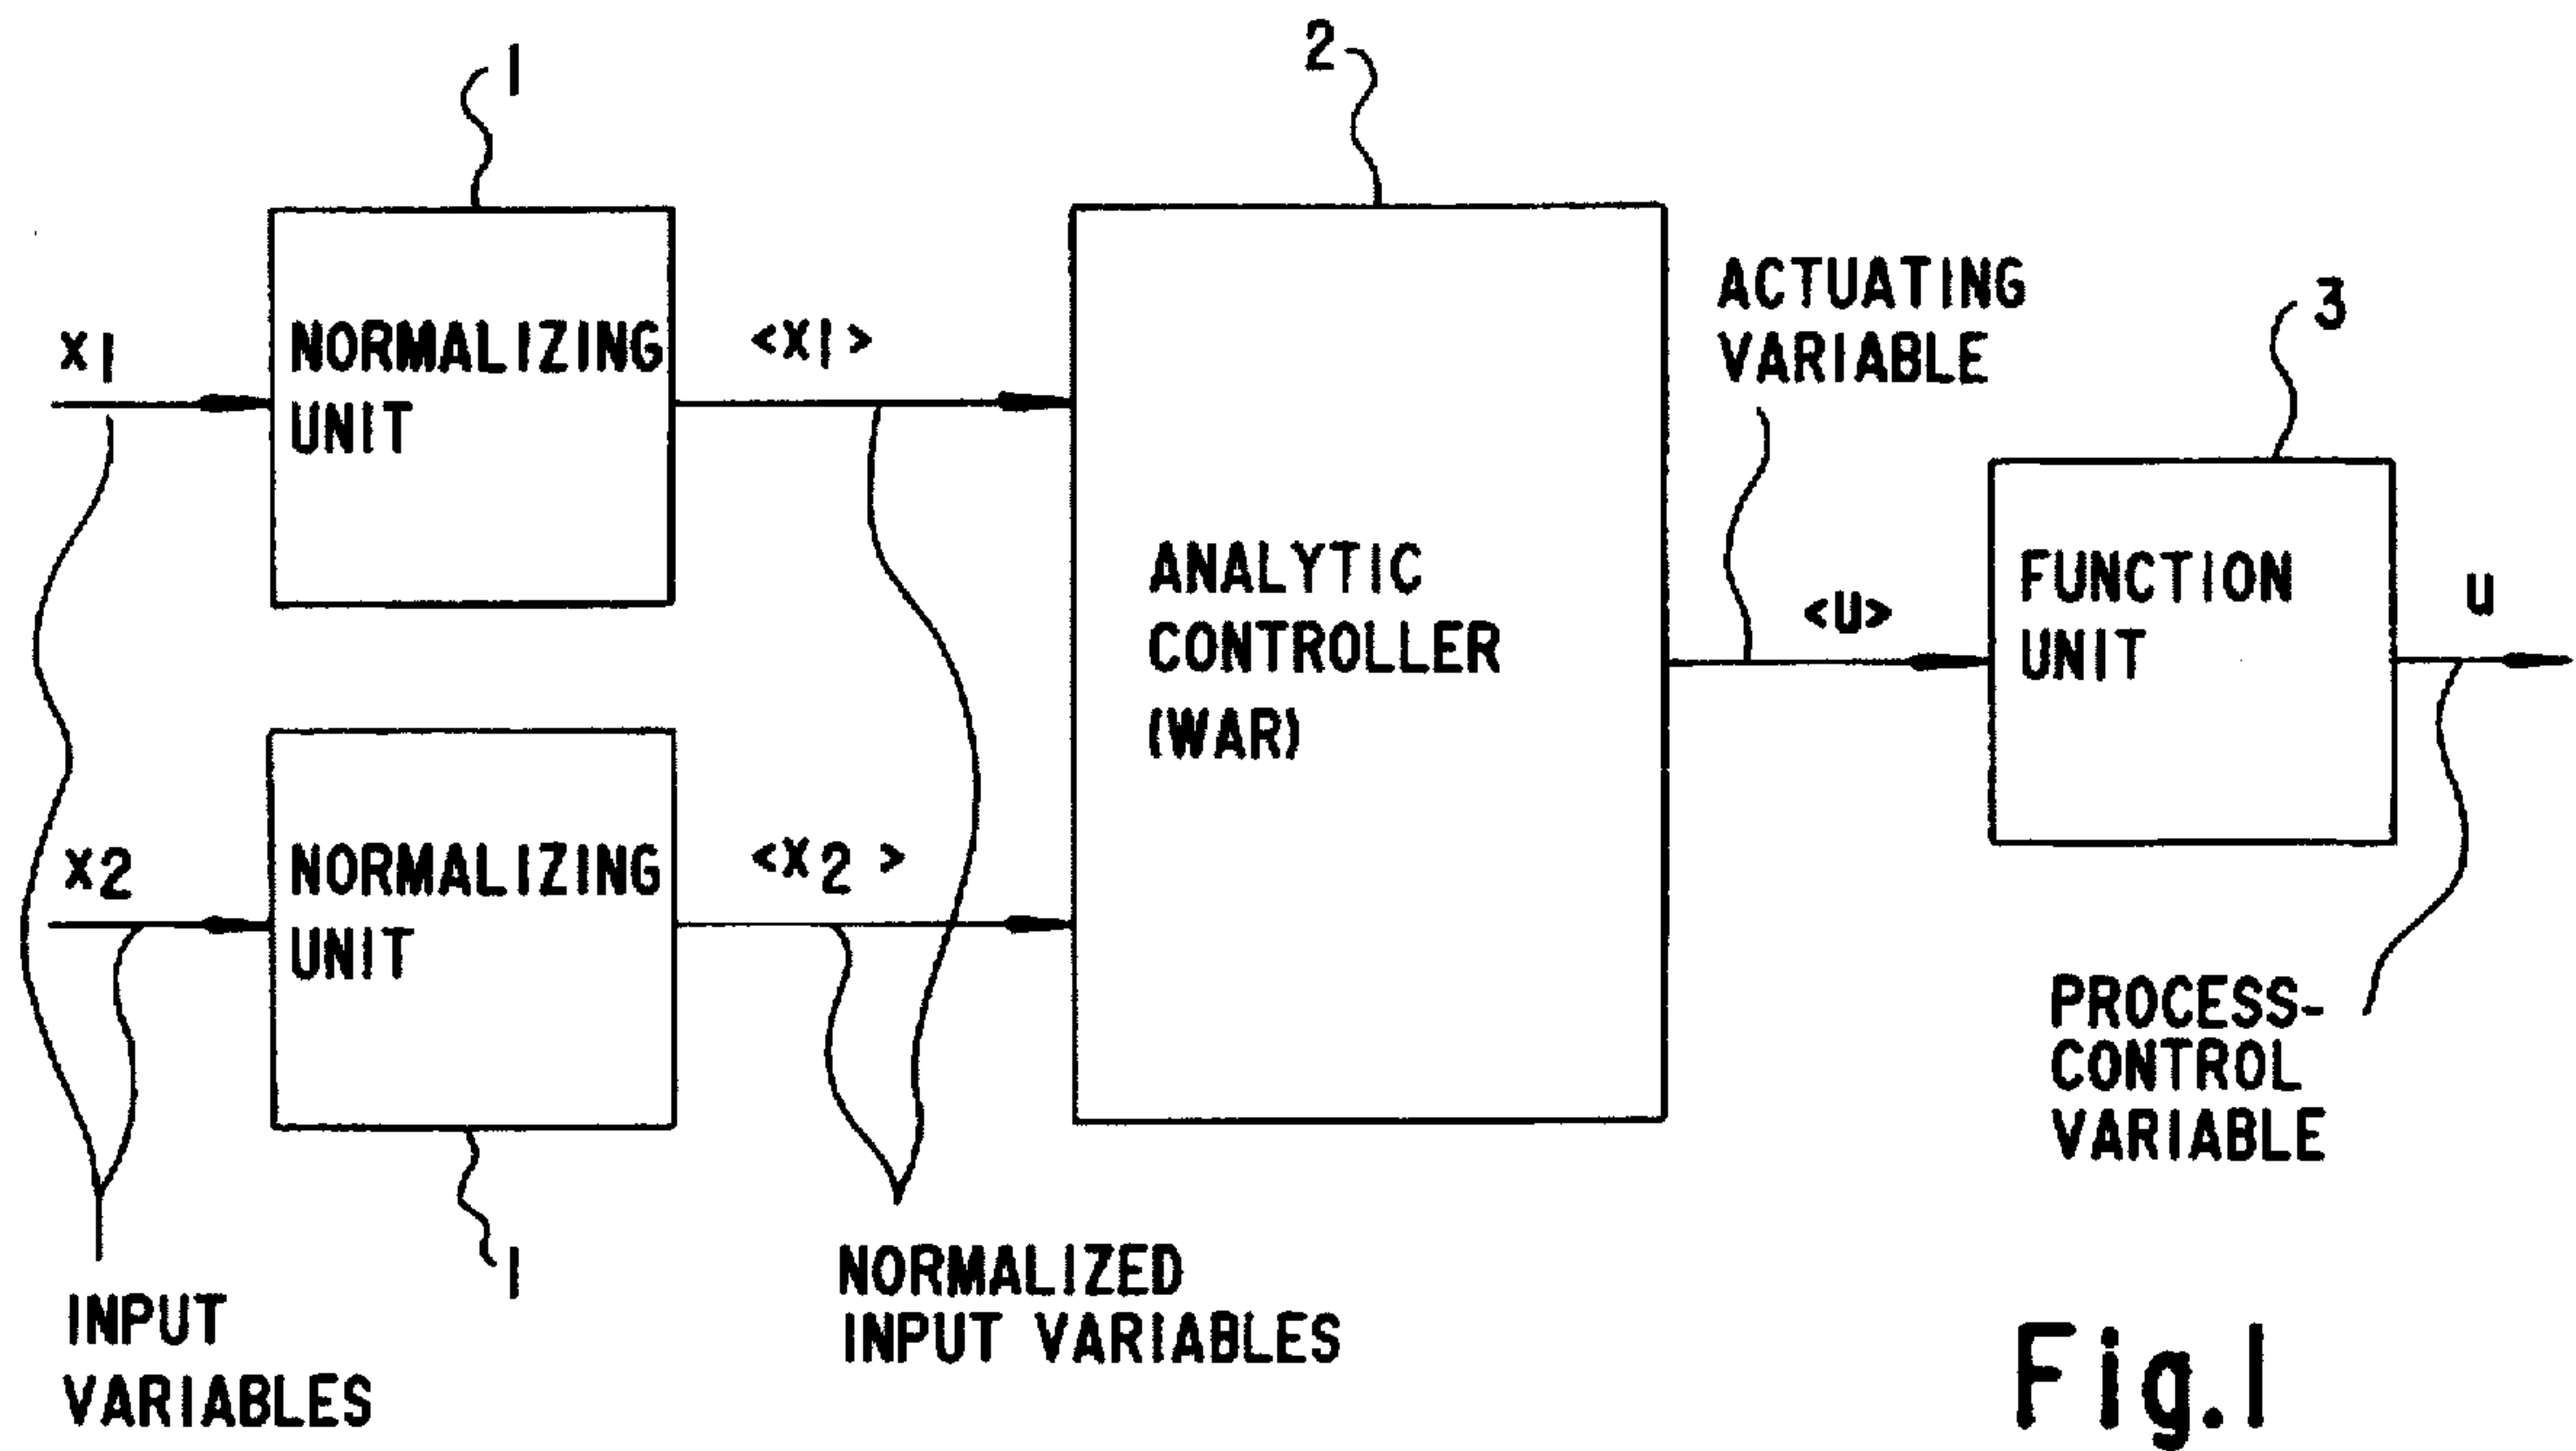 1
2
3
x1
NORMALIZING
UNIT
<x1>
ACTUATING
VARIABLE
ANALYTIC
CONTROLLER
(WAR)
<U>
FUNCTION
UNIT
u
x2
NORMALIZING
UNIT
<x2 >
1
PROCESS-
CONTROL
VARIABLE
INPUT
VARIABLES
NORMALIZED
INPUT VARIABLES
Fig.1